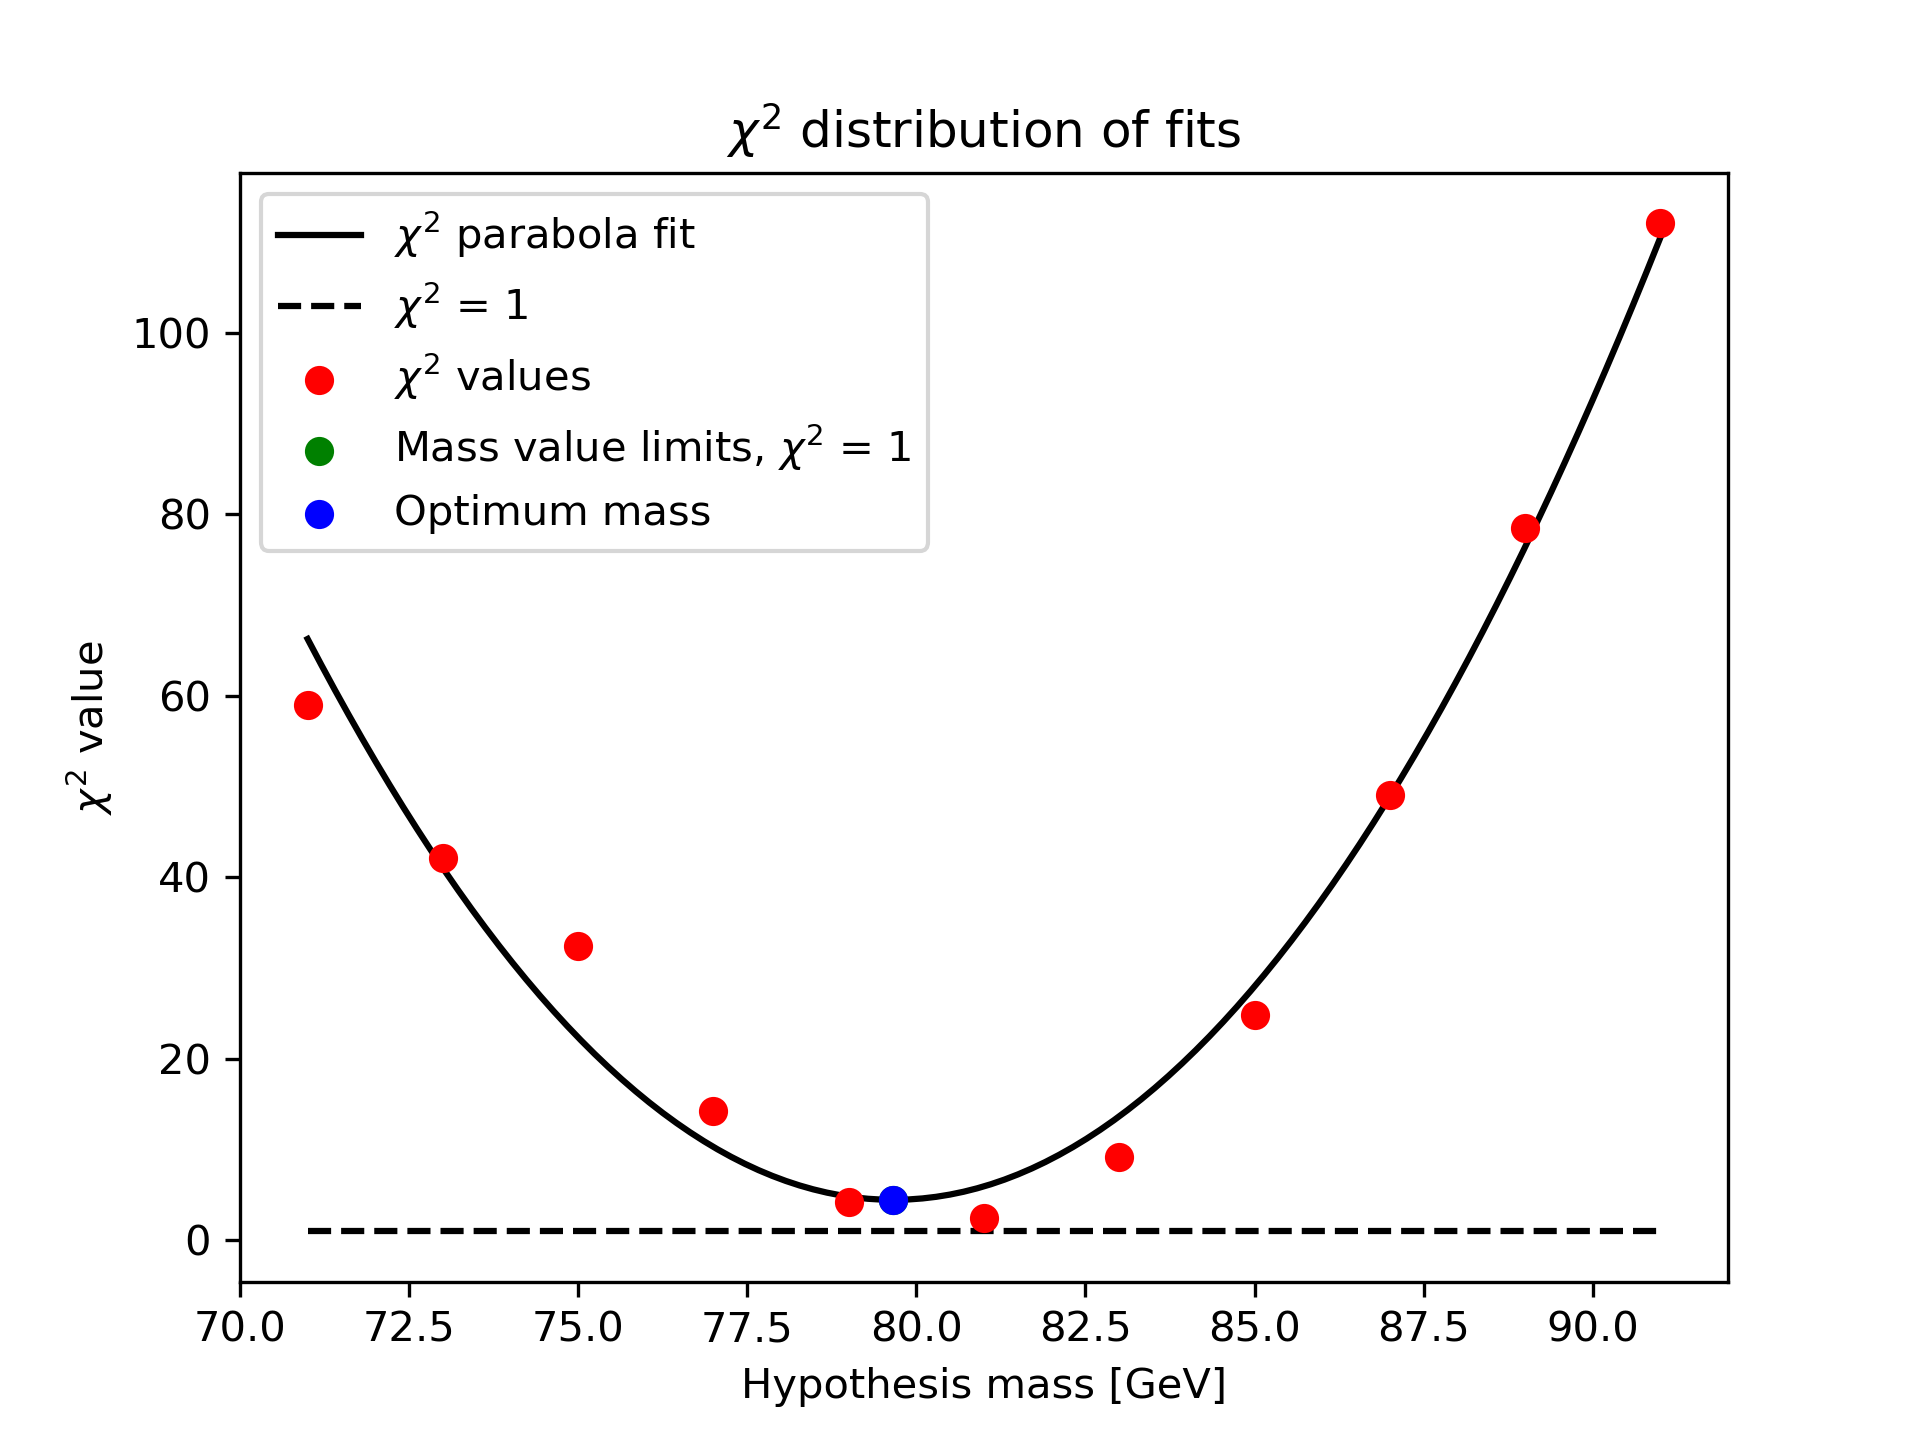 χ² distribution of fits
χ² parabola fit
χ² = 1
χ² values
Mass value limits, χ² = 1
Optimum mass
100
80
60
40
20
0
χ² value
70.0 72.5 75.0 77.5 80.0 82.5 85.0 87.5 90.0
Hypothesis mass [GeV]